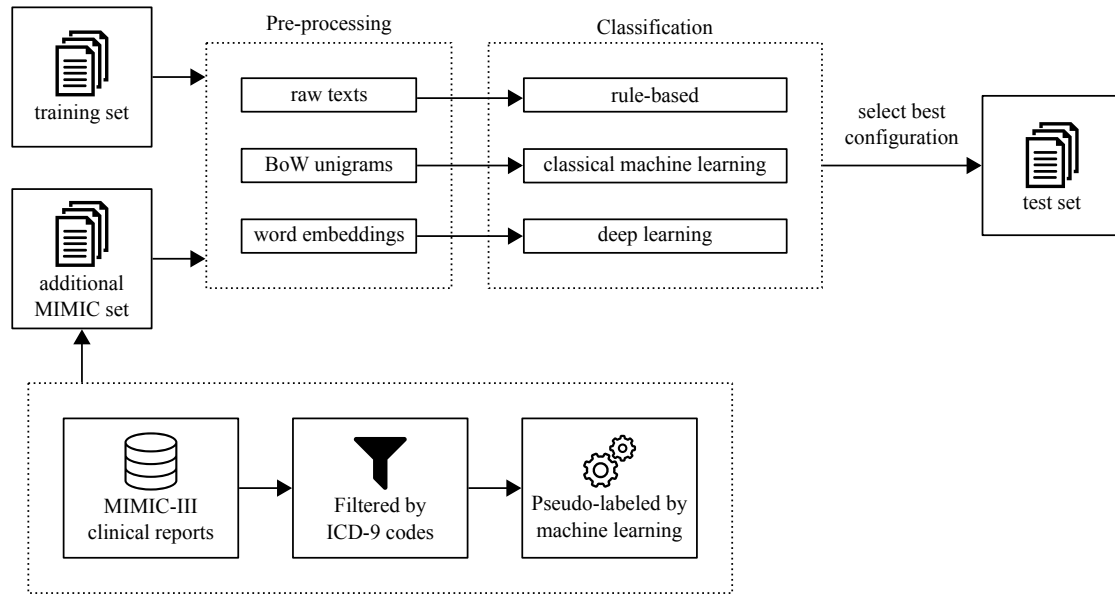 Pre-processing
Classification
training set
raw texts
rule-based
select best
configuration
BoW unigrams
classical machine learning
test set
additional
MIMIC set
word embeddings
deep learning
MIMIC-III
clinical reports
Filtered by
ICD-9 codes
Pseudo-labeled by
machine learning